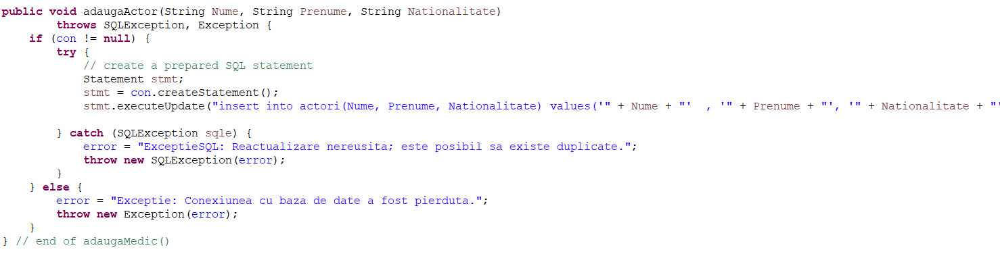 public void adaugaActor(String Nume, String Prenume, String Nationalitate)
        throws SQLException, Exception {
    if (con != null) {
        try {
            // create a prepared SQL statement
            Statement stmt;
            stmt = con.createStatement();
            stmt.executeUpdate("insert into actori(Nume, Prenume, Nationalitate) values('" + Nume + "'  , '" + Prenume + "', '" + Nationalitate + "'
        } catch (SQLException sqle) {
            error = "ExceptieSQL: Reactualizare nereusita; este posibil sa existe duplicate.";
            throw new SQLException(error);
        }
    } else {
        error = "Exceptie: Conexiunea cu baza de date a fost pierduta.";
        throw new Exception(error);
    }
} // end of adaugaMedic()